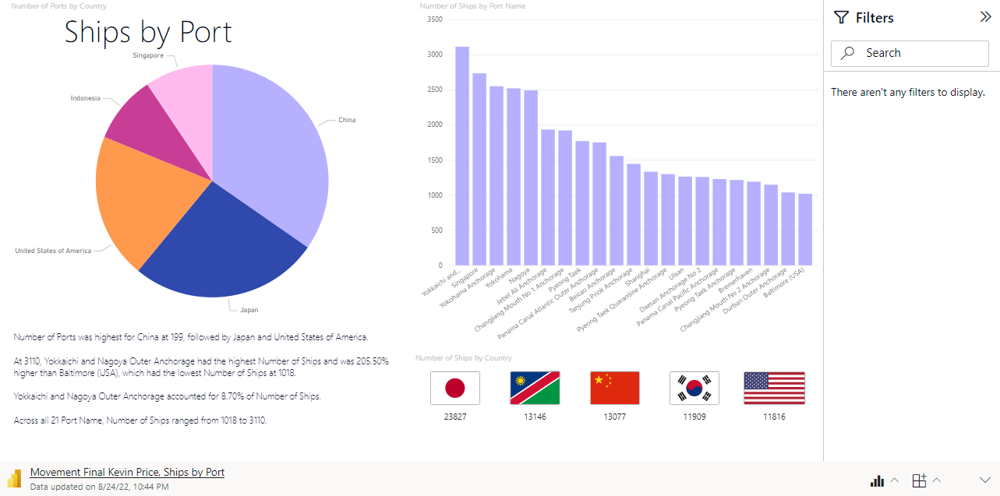 Number of Ports by Country
Ships by Port
Singapore
Indonesia
China
United States of America
Japan
Number of Ports was highest for China at 199, followed by Japan and United States of America.
At 3110, Yokkaichi and Nagoya Outer Anchorage had the highest Number of Ships and was 205.50%
higher than Baltimore (USA), which had the lowest Number of Ships at 1018.
Yokkaichi and Nagoya Outer Anchorage accounted for 8.70% of Number of Ships.
Across all 21 Port Name, Number of Ships ranged from 1018 to 3110.
Number of Ships by Port Name
3500
3000
2500
2000
1500
1000
500
0
Yokkaichi and...
Singapore
Yokohama Anchorage
Yokohama
Nagoya
Jebel Ali Anchorage
Changjiang Mouth No 1 Anchorage
Pyeong Taek
Panama Canal Atlantic Outer Anchorage
Beicao Anchorage
Tanjung Priok Anchorage
Shanghai
Pyeong Taek Quarantine Anchorage
Ulsan
Daesan Anchorage No 2
Panama Canal Pacific Anchorage
Pyeong Taek Anchorage
Bremerhaven
Changjiang Mouth No 2 Anchorage
Durban Outer Anchorage
Baltimore (USA)
Number of Ships by Country
23827
13146
13077
11909
11816
Filters
Search
There aren't any filters to display.
Movement Final Kevin Price, Ships by Port
Data updated on 8/24/22, 10:44 PM